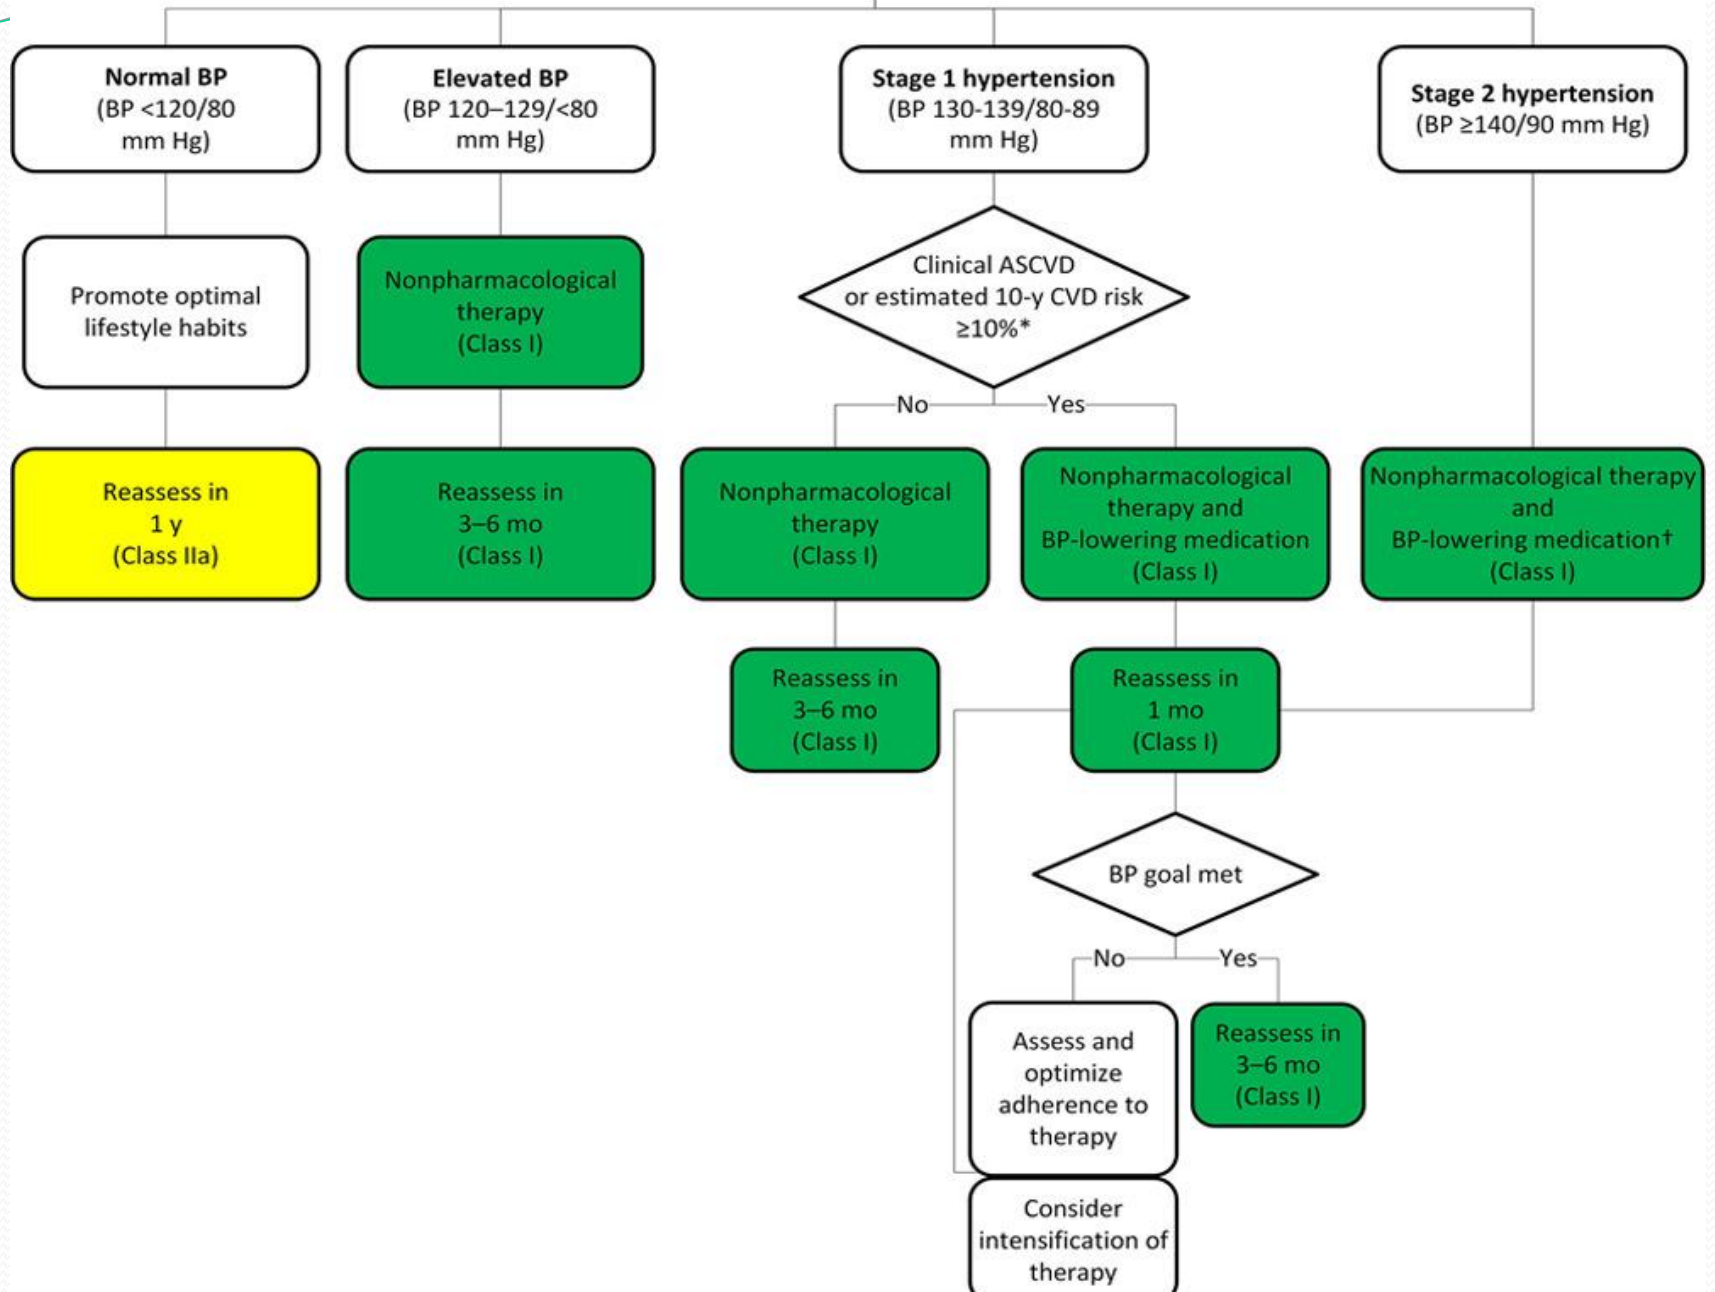 Normal BP
(BP <120/80
mm Hg)
Elevated BP
(BP 120–129/<80
mm Hg)
Stage 1 hypertension
(BP 130-139/80-89
mm Hg)
Stage 2 hypertension
(BP ≥140/90 mm Hg)
Promote optimal
lifestyle habits
Nonpharmacological
therapy
(Class I)
Clinical ASCVD
or estimated 10-y CVD risk
≥10%*
No
Yes
Reassess in
1 y
(Class IIa)
Reassess in
3–6 mo
(Class I)
Nonpharmacological
therapy
(Class I)
Nonpharmacological
therapy and
BP-lowering medication
(Class I)
Nonpharmacological therapy
and
BP-lowering medication†
(Class I)
Reassess in
3–6 mo
(Class I)
Reassess in
1 mo
(Class I)
BP goal met
No
Yes
Assess and
optimize
adherence to
therapy
Reassess in
3–6 mo
(Class I)
Consider
intensification of
therapy